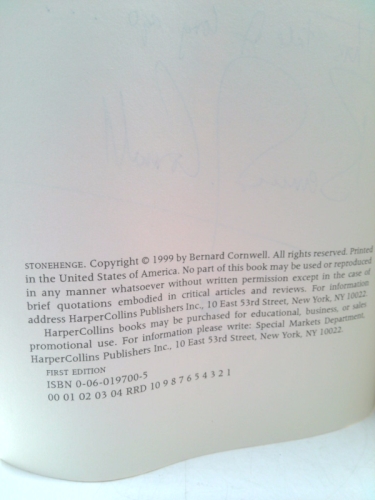 STONEHENGE. Copyright © 1999 by Bernard Cornwell. All rights reserved. Printed
in the United States of America. No part of this book may be used or reproduced
in any manner whatsoever without written permission except in the case of
brief quotations embodied in critical articles and reviews. For information
address HarperCollins Publishers Inc., 10 East 53rd Street, New York, NY 10022.
HarperCollins books may be purchased for educational, business, or sales
promotional use. For information please write: Special Markets Department,
HarperCollins Publishers Inc., 10 East 53rd Street, New York, NY 10022.
FIRST EDITION
ISBN 0-06-019700-5
00 01 02 03 04 RRD 10 9 8 7 6 5 4 3 2 1